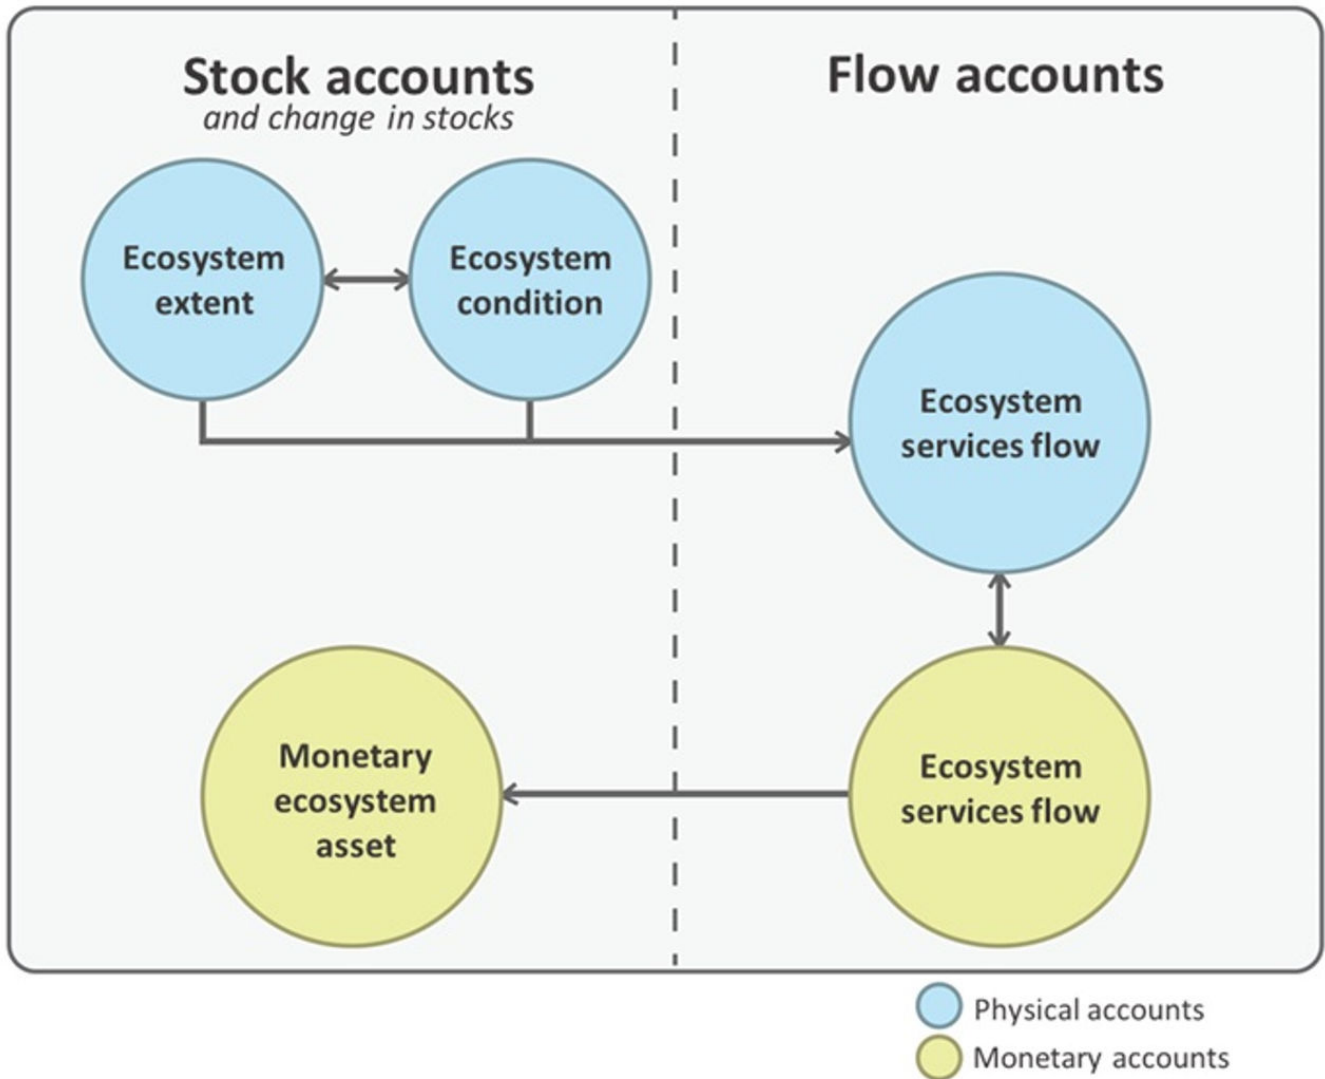 Stock accounts
and change in stocks
Flow accounts
Ecosystem
extent
Ecosystem
condition
Ecosystem
services flow
Monetary
ecosystem
asset
Ecosystem
services flow
Physical accounts
Monetary accounts